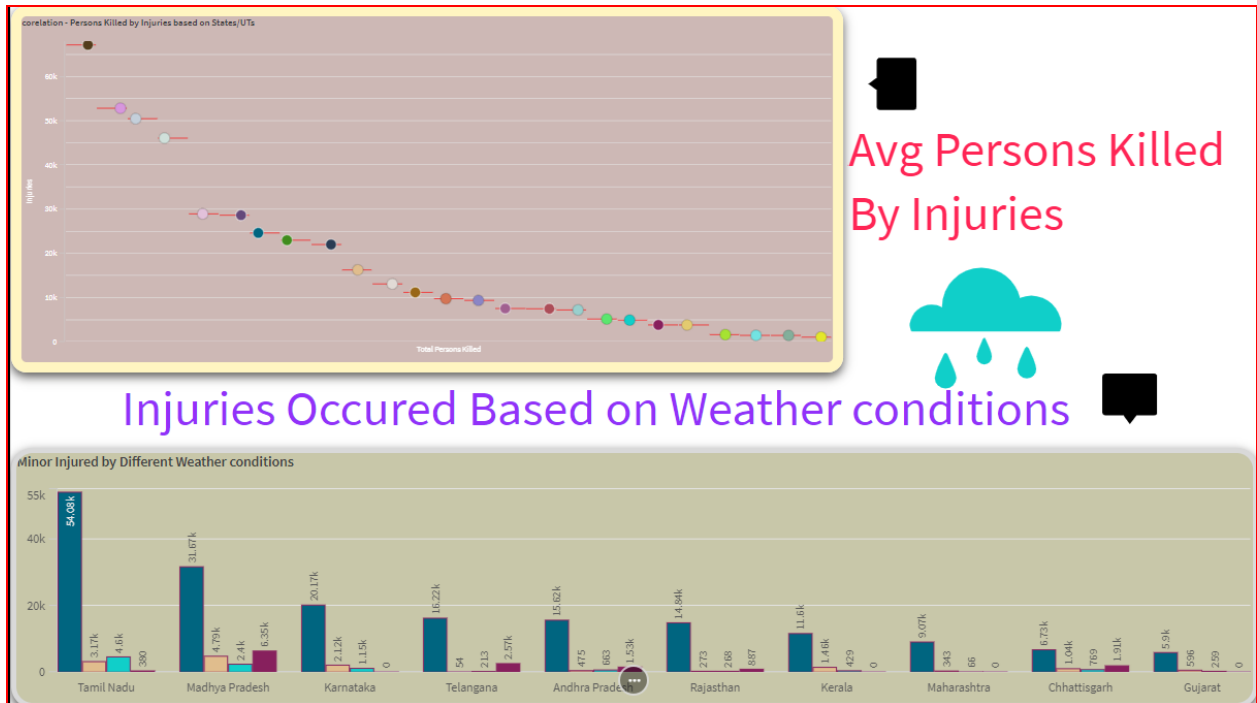 corelation - Persons Killed by Injuries based on States/UTs
Injuries
60k
50k
40k
30k
20k
10k
0
Total Persons Killed
Avg Persons Killed
By Injuries
Injuries Occured Based on Weather conditions
Minor Injured by Different Weather conditions
55k
40k
20k
0
54.08k
3.17k
4.6k
380
31.67k
4.79k
2.4k
6.35k
20.17k
2.12k
1.15k
0
16.22k
54
213
2.57k
15.62k
475
663
1.53k
14.84k
273
268
887
11.6k
1.46k
429
0
9.07k
343
66
0
6.73k
1.04k
769
1.91k
5.9k
596
259
0
Tamil Nadu
Madhya Pradesh
Karnataka
Telangana
Andhra Pradesh
Rajasthan
Kerala
Maharashtra
Chhattisgarh
Gujarat